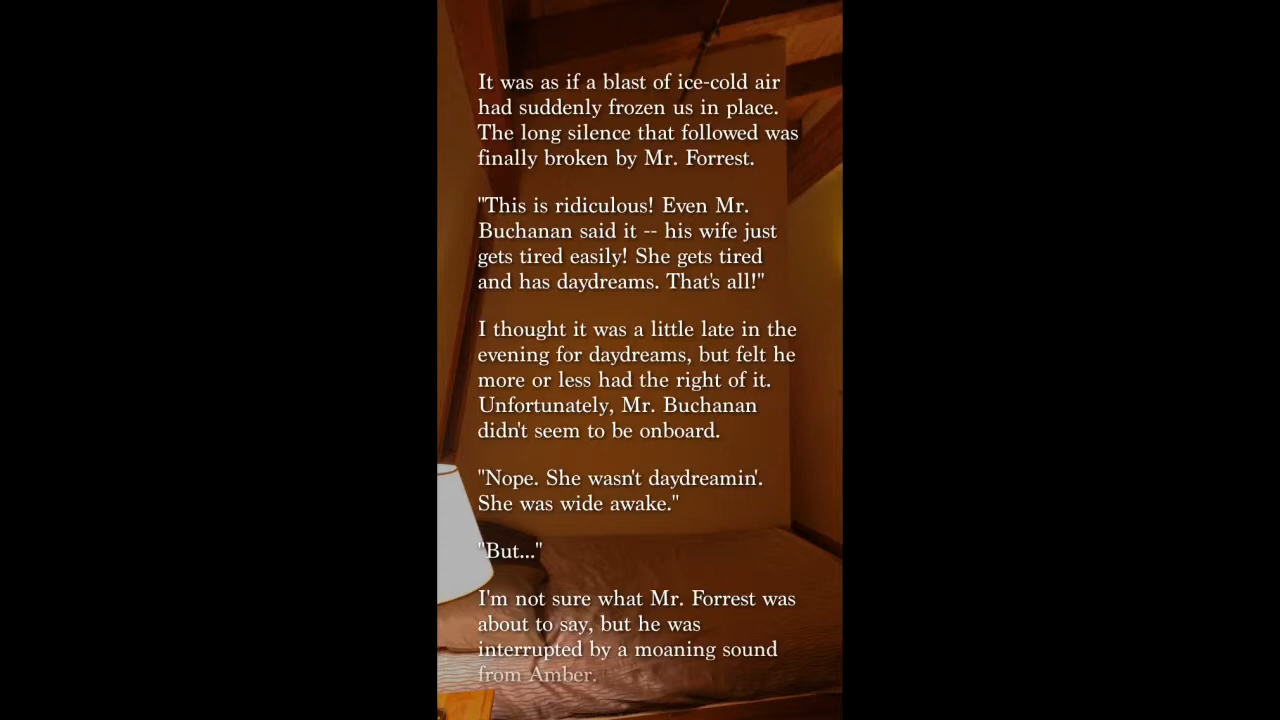 It was as if a blast of ice-cold air
had suddenly frozen us in place.
The long silence that followed was
finally broken by Mr. Forrest.
"This is ridiculous! Even Mr.
Buchanan said it -- his wife just
gets tired easily! She gets tired
and has daydreams. That's all!"
I thought it was a little late in the
evening for daydreams, but felt he
more or less had the right of it.
Unfortunately, Mr. Buchanan
didn't seem to be onboard.
"Nope. She wasn't daydreamin'.
She was wide awake."
"But..."
I'm not sure what Mr. Forrest was
about to say, but he was
interrupted by a moaning sound
from Amber.